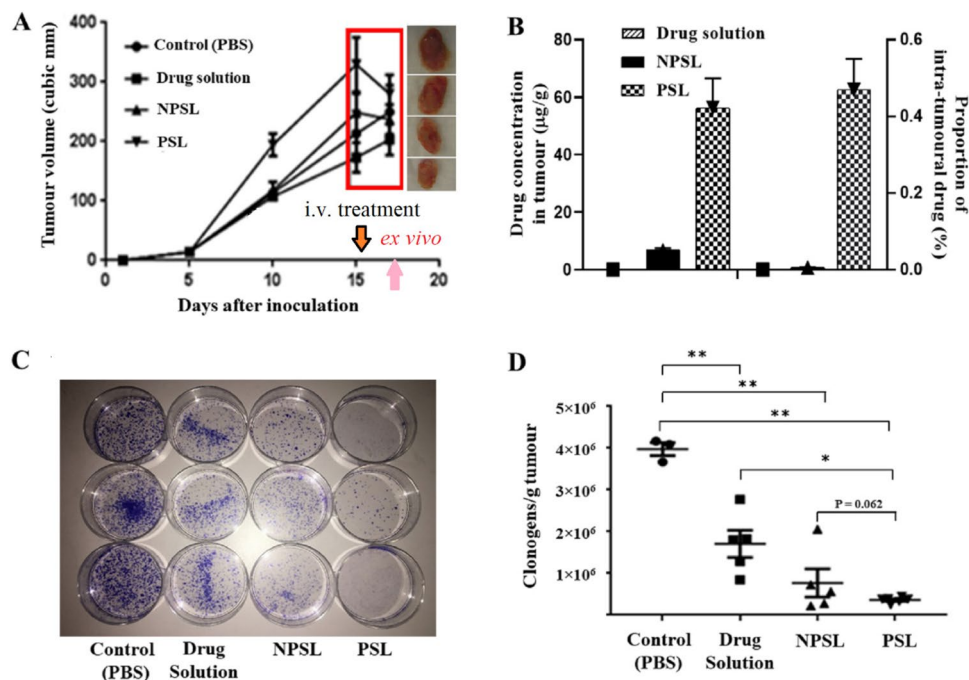 A
Tumour volume (cubic mm)
400
300
200
100
0
Control (PBS)
Drug solution
NPSL
PSL
i.v. treatment
ex vivo
0
5
10
15
20
Days after inoculation
B
Drug concentration
in tumour (µg/g)
80
60
40
20
0
Drug solution
NPSL
PSL
0.6
0.4
0.2
0.0
Proportion of
intra-tumoural drug (%)
C
Control
(PBS)
Drug
Solution
NPSL
PSL
D
Clonogens/g tumour
5×10⁶
4×10⁶
3×10⁶
2×10⁶
1×10⁶
**
**
**
*
P = 0.062
Control
(PBS)
Drug
Solution
NPSL
PSL